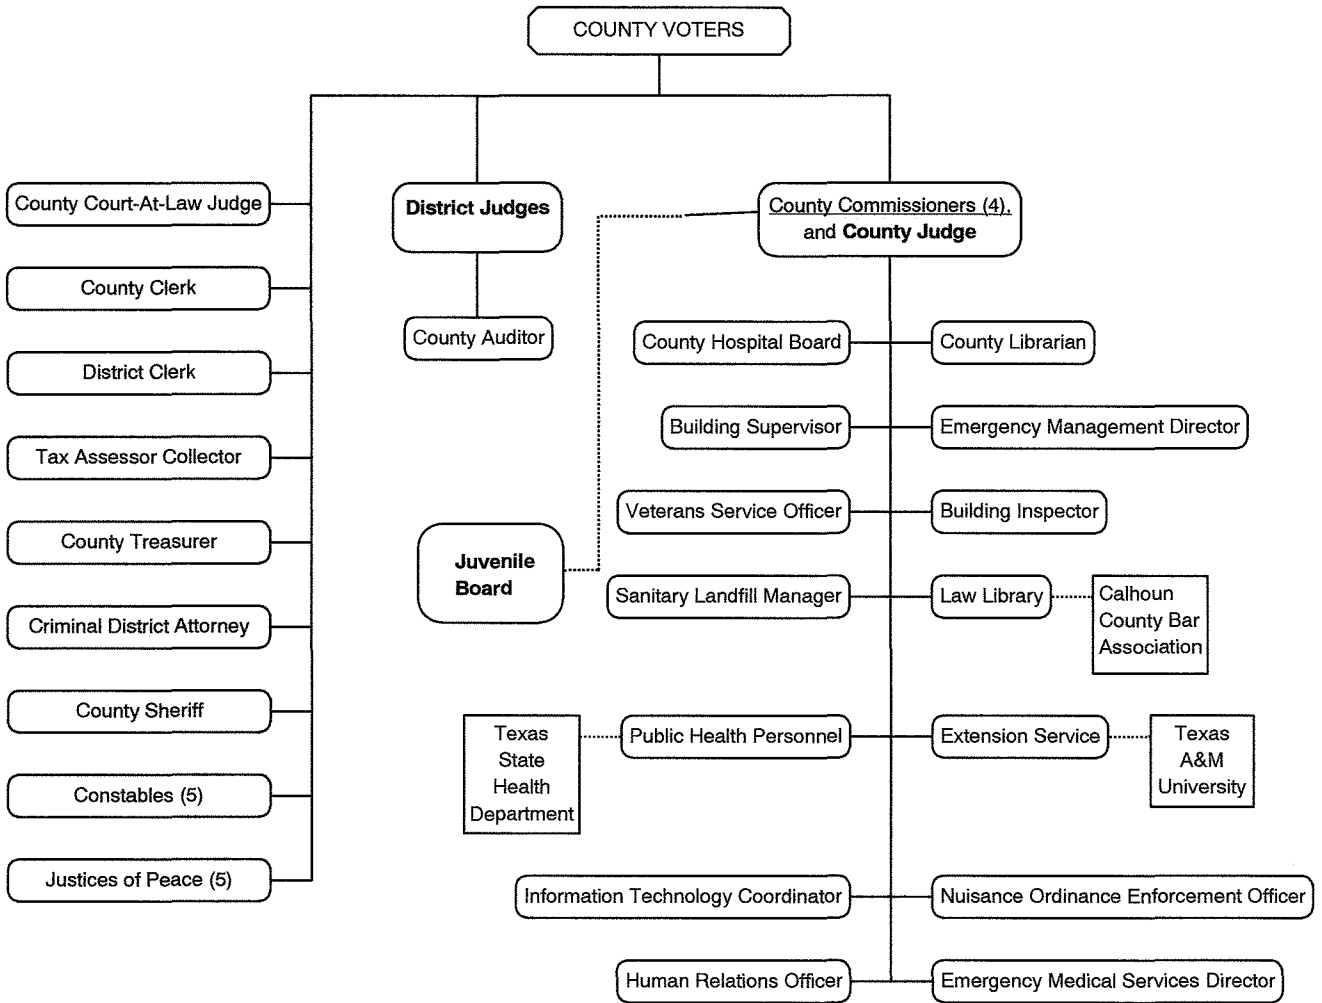 COUNTY VOTERS
County Court-At-Law Judge
County Clerk
District Clerk
Tax Assessor Collector
County Treasurer
Criminal District Attorney
County Sheriff
Constables (5)
Justices of Peace (5)
District Judges
County Auditor
Juvenile
Board
County Commissioners (4),
and County Judge
County Hospital Board
County Librarian
Building Supervisor
Emergency Management Director
Veterans Service Officer
Building Inspector
Sanitary Landfill Manager
Law Library
Calhoun
County Bar
Association
Texas
State
Health
Department
Public Health Personnel
Extension Service
Texas
A&M
University
Information Technology Coordinator
Nuisance Ordinance Enforcement Officer
Human Relations Officer
Emergency Medical Services Director